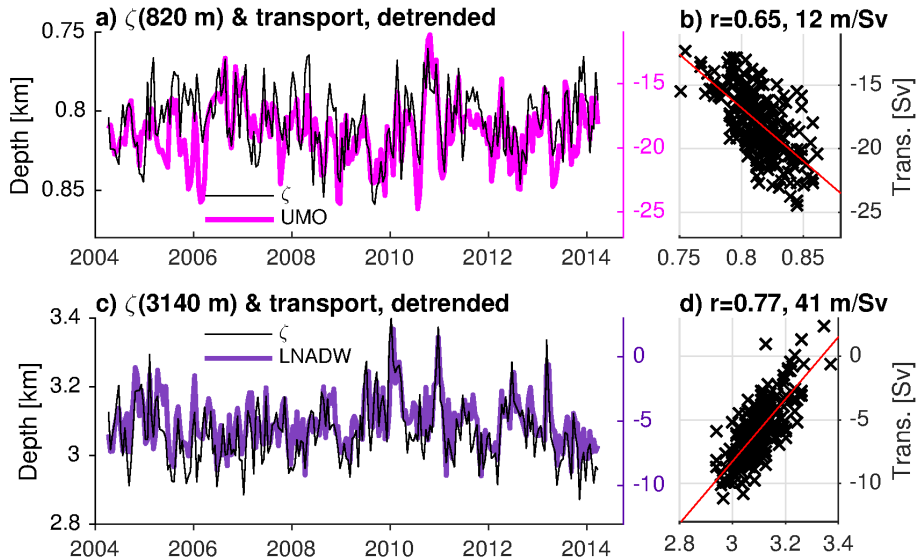 a) ζ(820 m) & transport, detrended
0.75
0.8
0.85
Depth [km]
-15
-20
-25
ζ
UMO
2004 2006 2008 2010 2012 2014
b) r=0.65, 12 m/Sv
-15
-20
-25
Trans. [Sv]
0.75 0.8 0.85
c) ζ(3140 m) & transport, detrended
3.4
3.2
3
2.8
Depth [km]
0
-5
-10
ζ
LNADW
2004 2006 2008 2010 2012 2014
d) r=0.77, 41 m/Sv
0
-5
-10
Trans. [Sv]
2.8 3 3.2 3.4